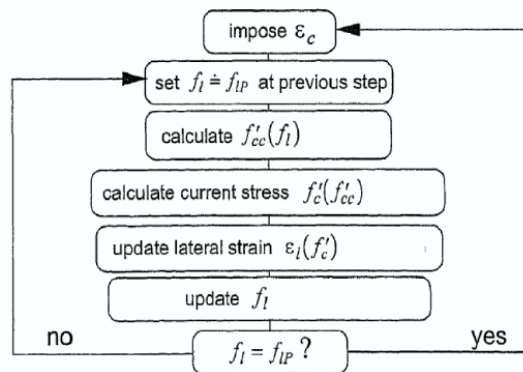 impose ε_c
set f_l ≐ f_lP at previous step
calculate f'_cc(f_l)
calculate current stress f'_c(f'_cc)
update lateral strain ε_l(f'_c)
update f_l
no
f_l = f_lP ?
yes